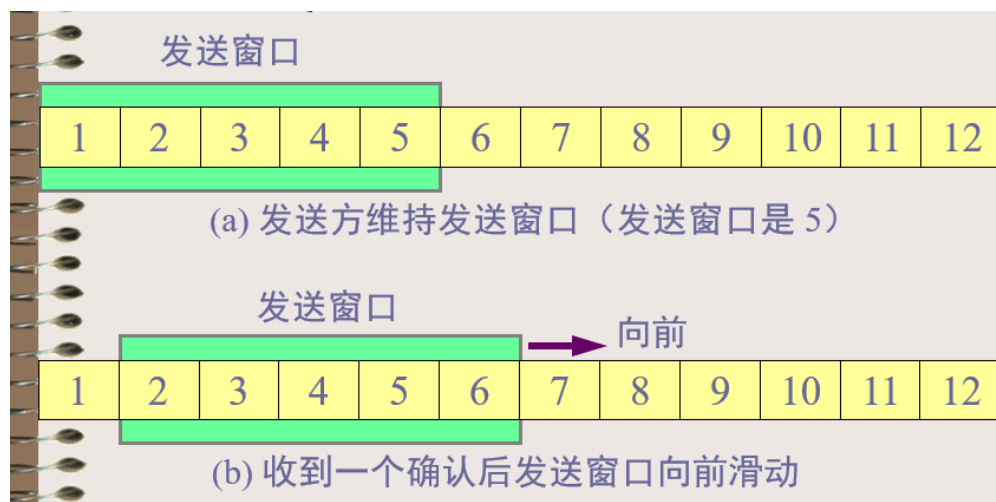 发送窗口
1 2 3 4 5 6 7 8 9 10 11 12
(a) 发送方维持发送窗口（发送窗口是 5）
发送窗口
向前
1 2 3 4 5 6 7 8 9 10 11 12
(b) 收到一个确认后发送窗口向前滑动